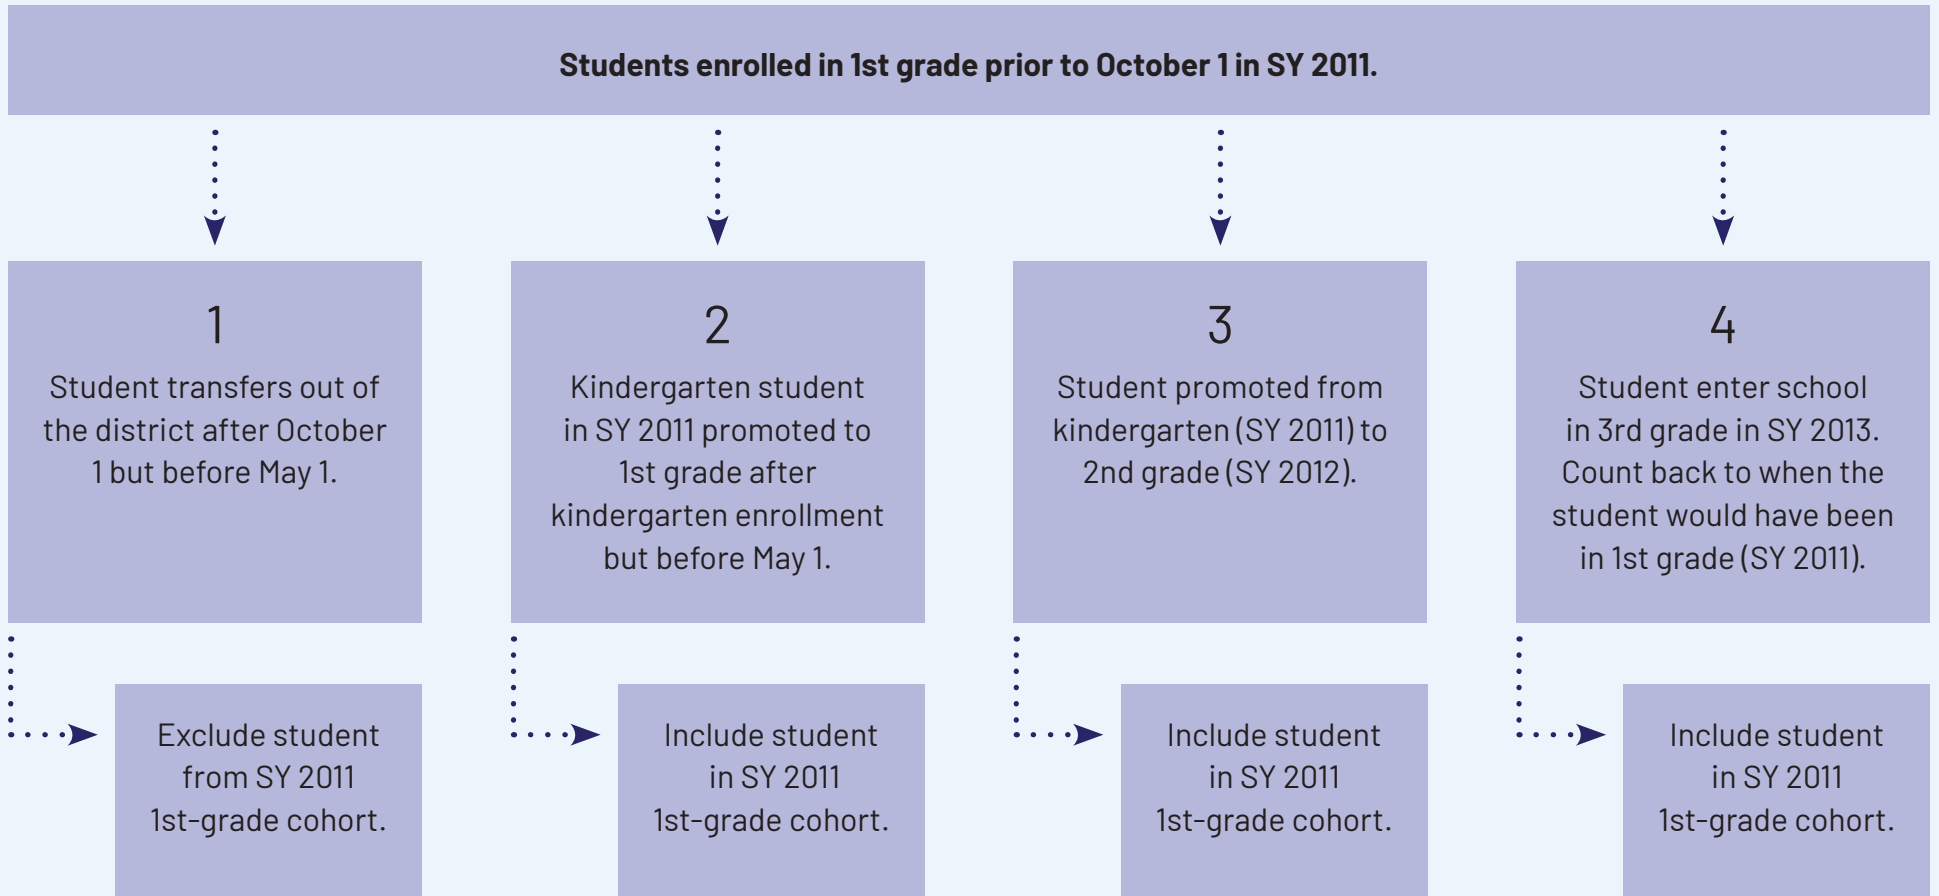 Students enrolled in 1st grade prior to October 1 in SY 2011.
1
Student transfers out of
the district after October
1 but before May 1.
Exclude student
from SY 2011
1st-grade cohort.
2
Kindergarten student
in SY 2011 promoted to
1st grade after
kindergarten enrollment
but before May 1.
Include student
in SY 2011
1st-grade cohort.
3
Student promoted from
kindergarten (SY 2011) to
2nd grade (SY 2012).
Include student
in SY 2011
1st-grade cohort.
4
Student enter school
in 3rd grade in SY 2013.
Count back to when the
student would have been
in 1st grade (SY 2011).
Include student
in SY 2011
1st-grade cohort.